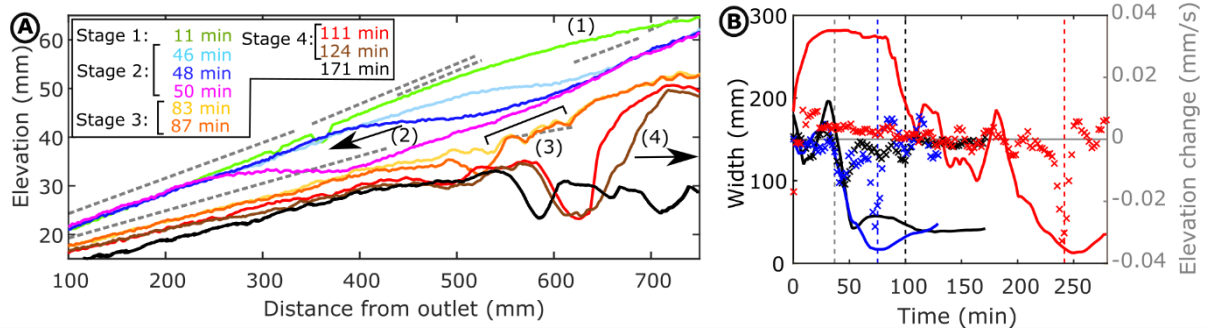 A
Elevation (mm)
60
50
40
30
20
Stage 1: 11 min
46 min
Stage 2: 48 min
50 min
Stage 3: 83 min
87 min
Stage 4: 111 min
124 min
171 min
(1)
(2)
(3)
(4)
100 200 300 400 500 600 700
Distance from outlet (mm)
B
Width (mm)
300
200
100
0
0 50 100 150 200 250
Time (min)
0.04
0.02
0
-0.02
-0.04
Elevation change (mm/s)